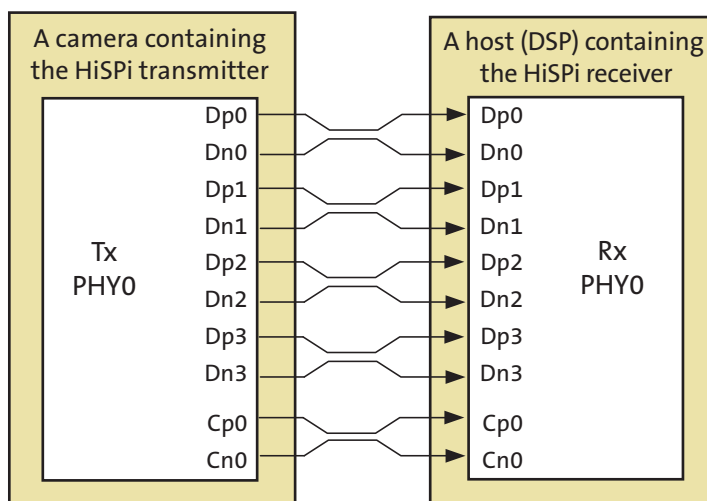 A camera containing
the HiSPi transmitter
A host (DSP) containing
the HiSPi receiver
Tx
PHY0
Dp0
Dn0
Dp1
Dn1
Dp2
Dn2
Dp3
Dn3
Cp0
Cn0
Dp0
Dn0
Dp1
Dn1
Dp2
Dn2
Dp3
Dn3
Cp0
Cn0
Rx
PHY0